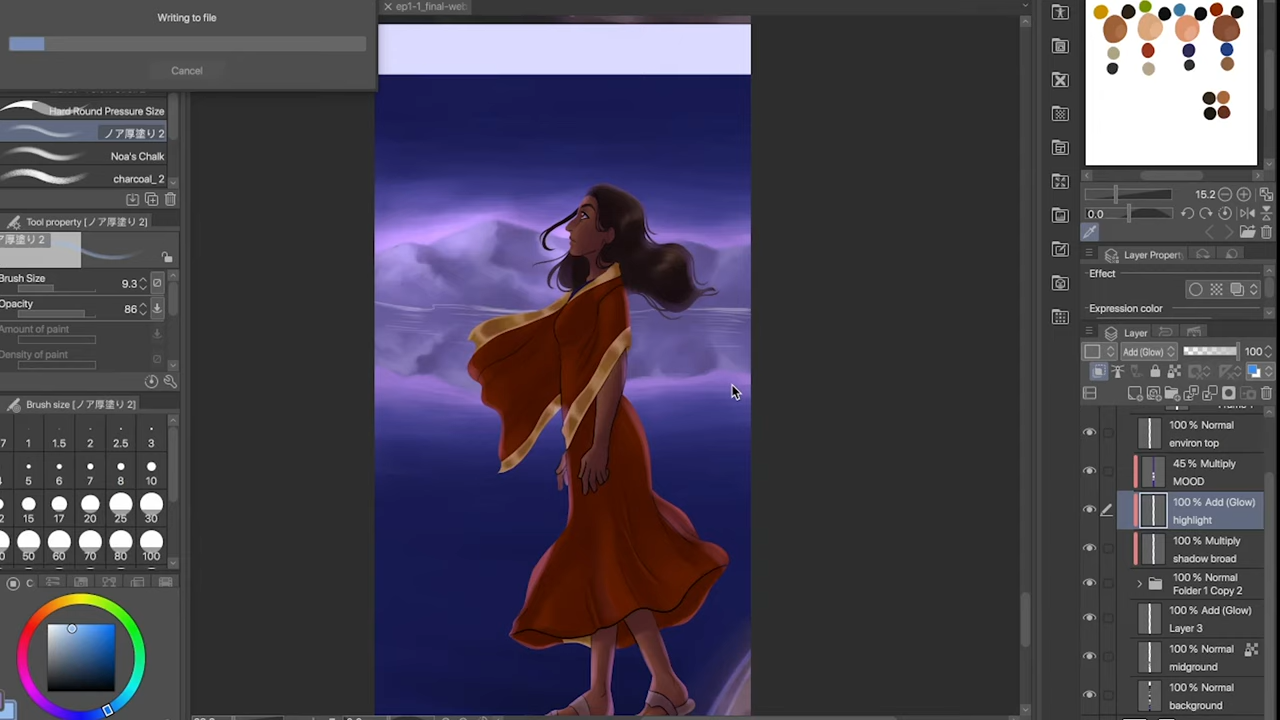 Writing to file
Cancel
ep1-1_final-web
Hard Round Pressure Size
ノア厚塗り 2
Noa's Chalk
charcoal_2
Tool property [ノア厚塗り 2]
ア厚塗り 2
Brush Size
9.3
Opacity
86
Amount of paint
Density of paint
Brush size [ノア厚塗り 2]
7 1 1.5 2 2.5 3
5 6 7 8 10
2 15 17 20 25 30
50 60 70 80 100
C
15.2
0.0
Layer Propert
Effect
Expression color
Layer
Add (Glow) 100
100 % Normal
environ top
45 % Multiply
MOOD
100 % Add (Glow)
highlight
100 % Multiply
shadow broad
100 % Normal
Folder 1 Copy 2
100 % Add (Glow)
Layer 3
100 % Normal
midground
100 % Normal
background